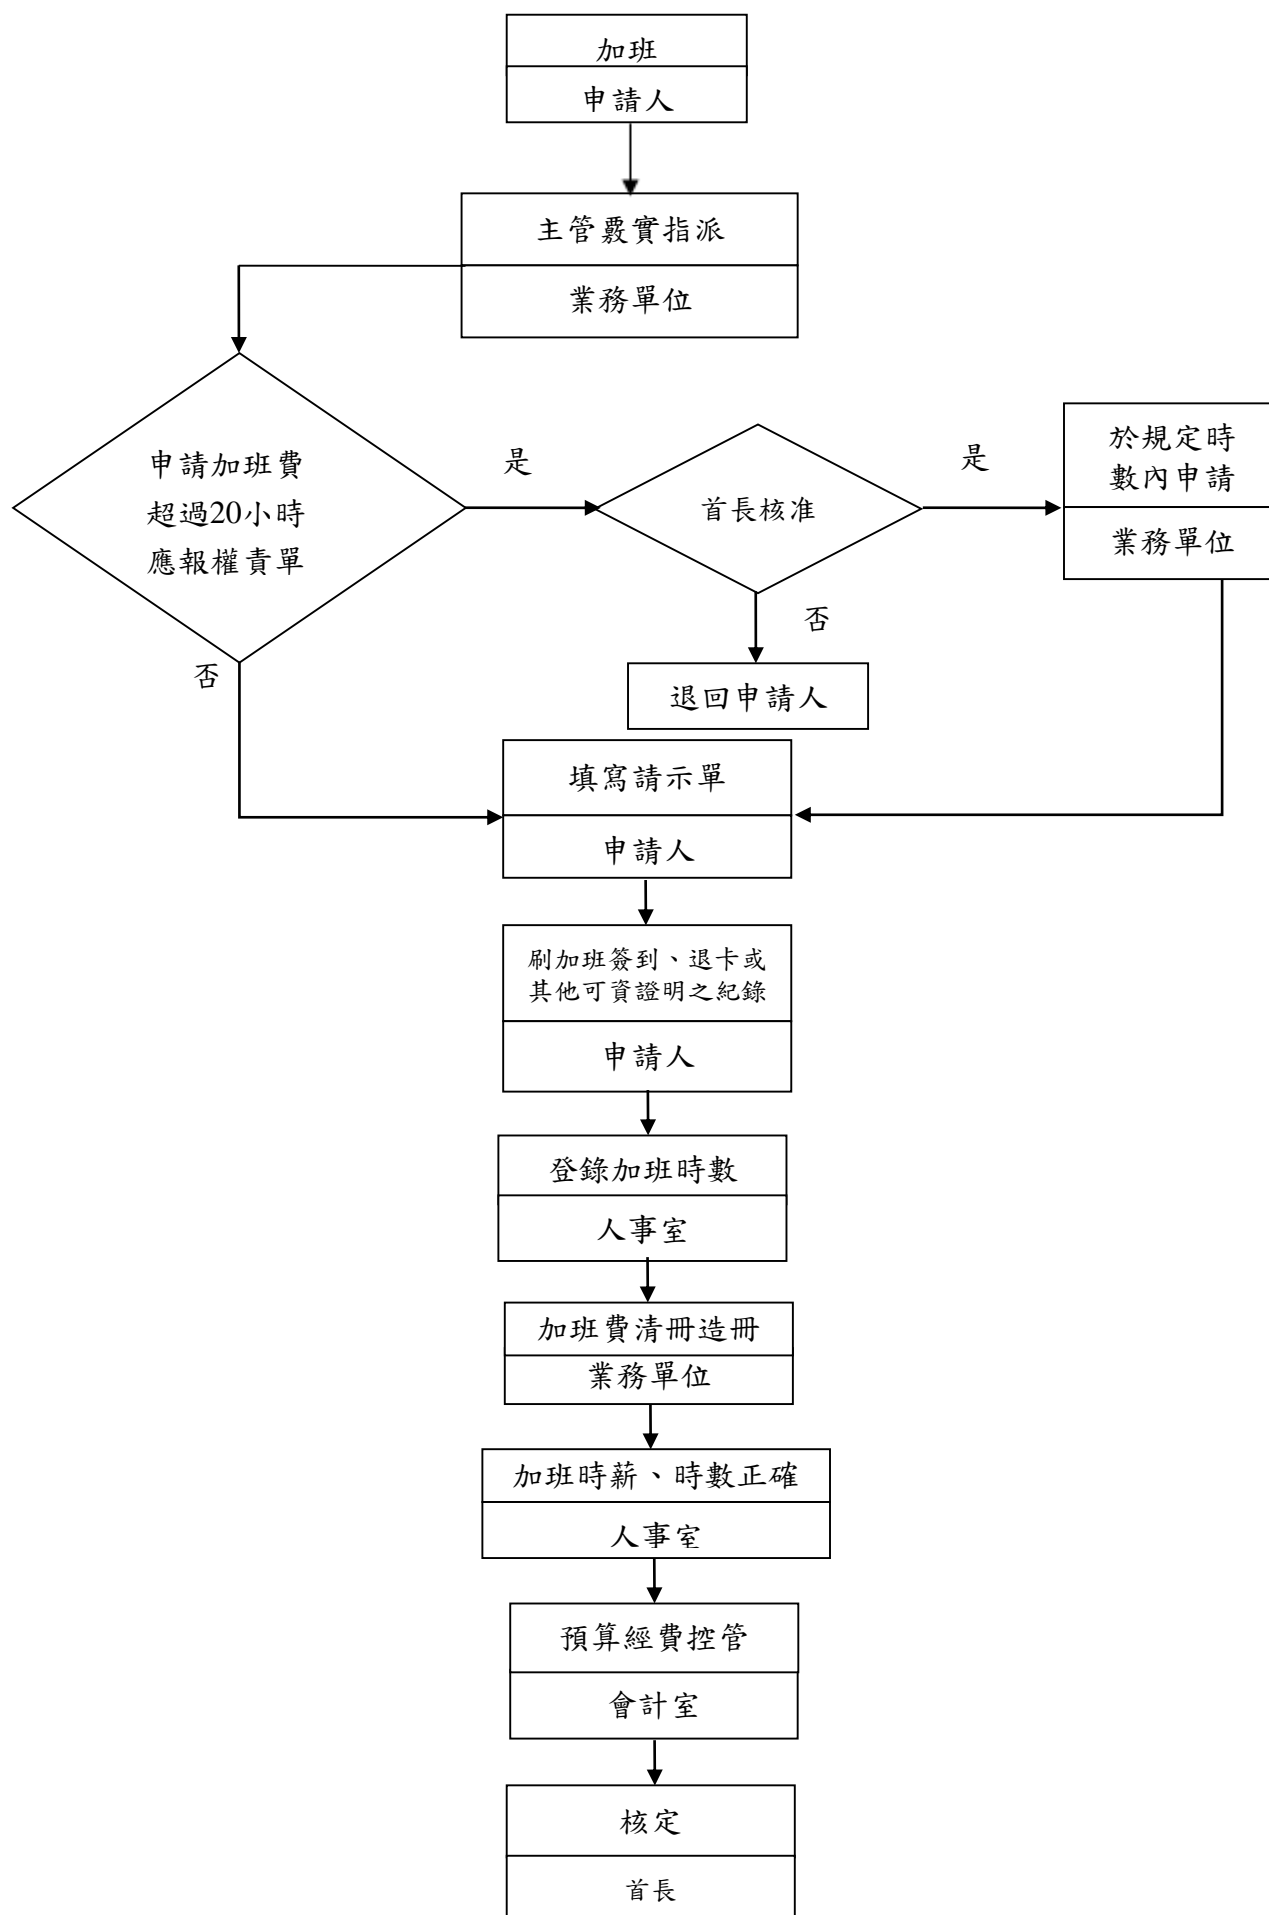 加班
申請人
主管覈實指派
業務單位
申請加班費
超過20小時
應報權責單
是
首長核准
是
於規定時
數內申請
業務單位
否
否
退回申請人
填寫請示單
申請人
刷加班簽到、退卡或
其他可資證明之紀錄
申請人
登錄加班時數
人事室
加班費清冊造冊
業務單位
加班時薪、時數正確
人事室
預算經費控管
會計室
核定
首長